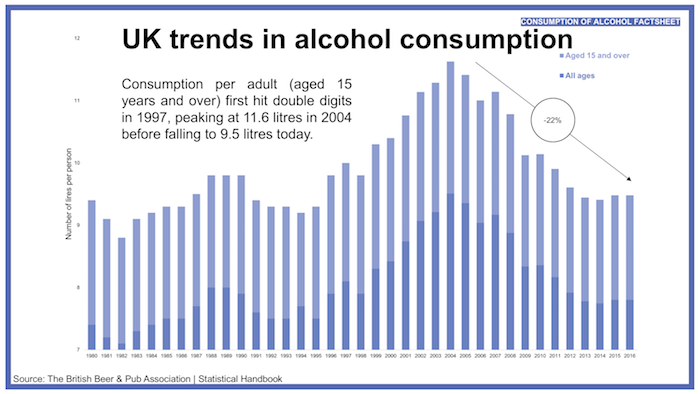 CONSUMPTION OF ALCOHOL FACTSHEET
UK trends in alcohol consumption
Consumption per adult (aged 15
years and over) first hit double digits
in 1997, peaking at 11.6 litres in 2004
before falling to 9.5 litres today.
Aged 15 and over
All ages
-22%
Number of lires per person
12
11
10
9
8
7
1980 1981 1982 1983 1984 1985 1986 1987 1988 1989 1990 1991 1992 1993 1994 1995 1996 1997 1998 1999 2000 2001 2002 2003 2004 2005 2006 2007 2008 2009 2010 2011 2012 2013 2014 2015 2016
Source: The British Beer & Pub Association | Statistical Handbook